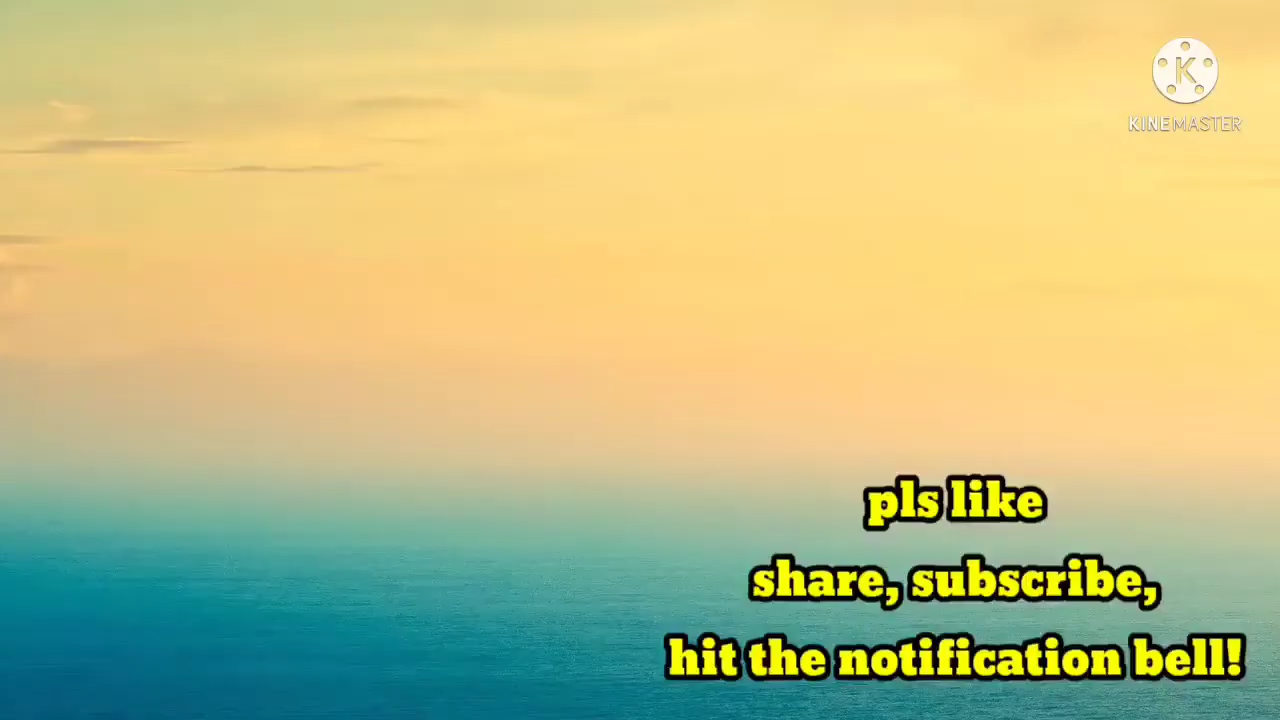 K
KINEMASTER
pls like
share, subscribe,
hit the notification bell!